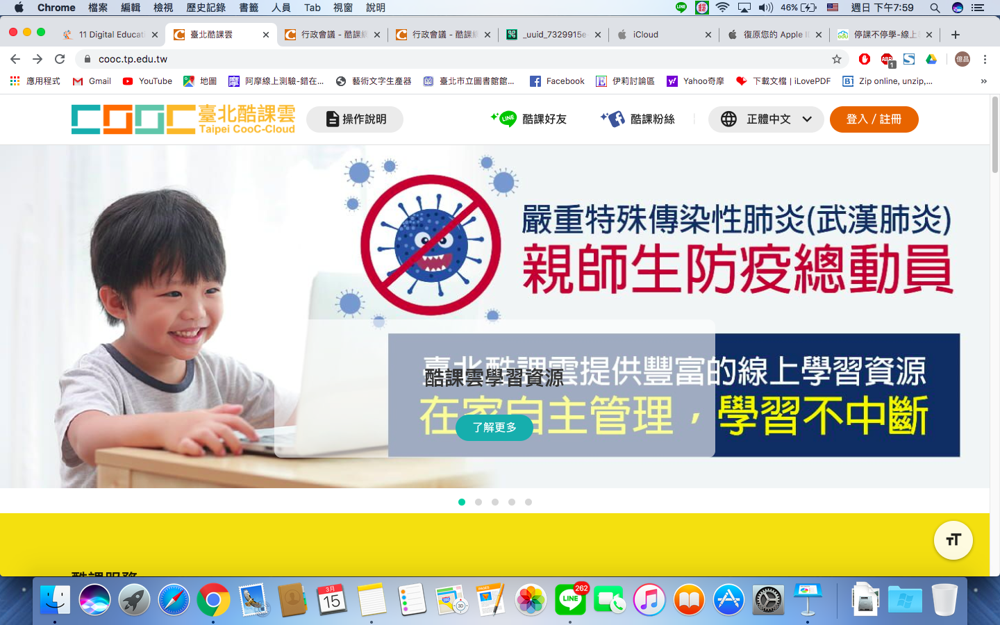 Chrome 檔案 編輯 檢視 歷史記錄 書籤 人員 Tab 視窗 說明 46% 週日 下午7:59
11 Digital Educati 臺北酷課雲 行政會議 - 酷課 行政會議 - 酷課 _uuid_7329915e iCloud 復原您的 Apple I 停課不停學-線上
cooc.tp.edu.tw 億昌
應用程式 Gmail YouTube 地圖 阿摩線上測驗-錯在... 藝術文字生產器 臺北市立圖書館館... Facebook 伊莉討論區 Yahoo奇摩 下載文檔 | iLovePDF Zip online, unzip,...
COOC 臺北酷課雲
Taipei CooC-Cloud
操作說明 LINE 酷課好友 酷課粉絲 正體中文 登入 / 註冊
嚴重特殊傳染性肺炎(武漢肺炎)
親師生防疫總動員
臺北酷課雲提供豐富的線上學習資源
酷課雲學習資源
在家自主管理，學習不中斷
了解更多
TT
酷課服務
3月
15
PAGES
LINE
262
3D